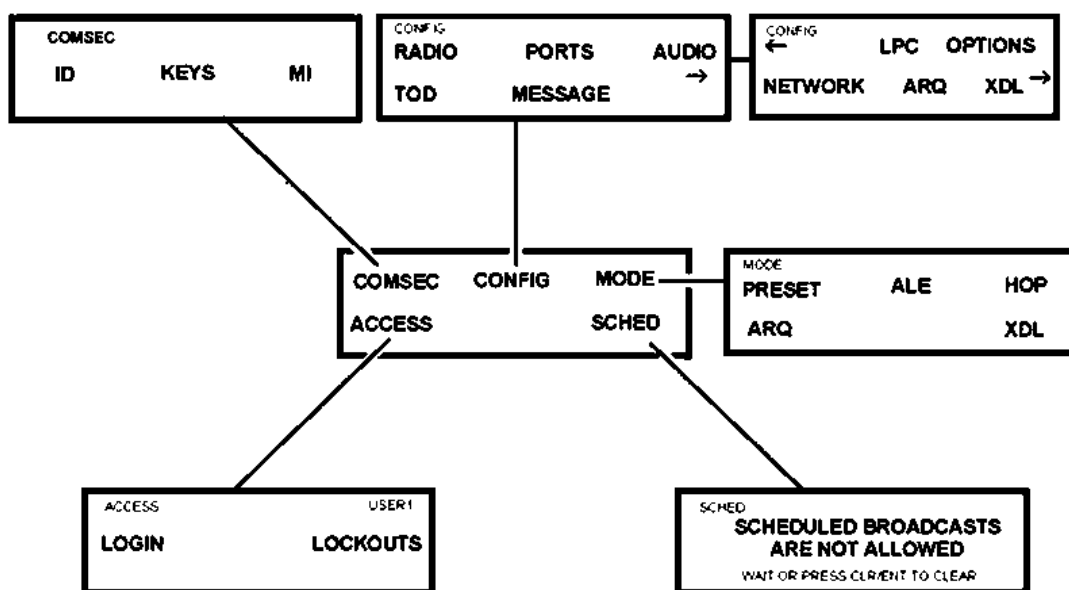 COMSEC
ID KEYS MI
CONFIG
RADIO PORTS AUDIO
→
TOD MESSAGE
CONFIG
← LPC OPTIONS
NETWORK ARQ XDL →
COMSEC CONFIG MODE
ACCESS SCHED
MODE
PRESET ALE HOP
ARQ XDL
ACCESS USER1
LOGIN LOCKOUTS
SCHED
SCHEDULED BROADCASTS
ARE NOT ALLOWED
WAIT OR PRESS CLR/ENT TO CLEAR